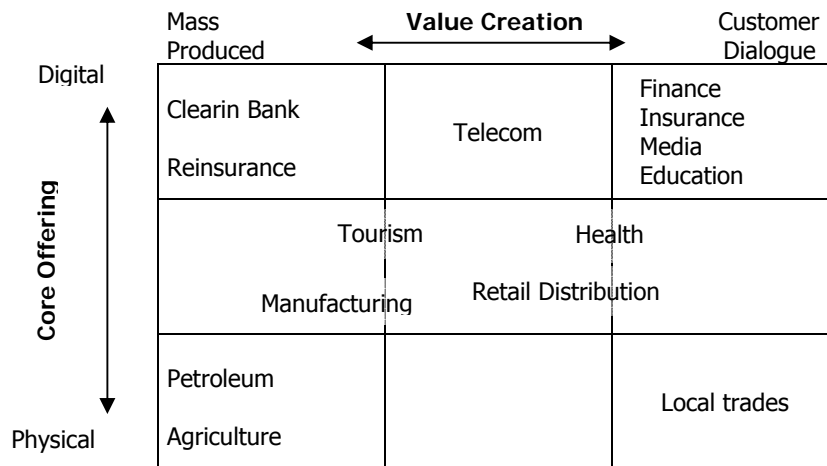 Mass
Produced
Value Creation
Customer
Dialogue
Digital
Clearin Bank
Reinsurance
Telecom
Finance
Insurance
Media
Education
Core Offering
Tourism
Health
Manufacturing
Retail Distribution
Petroleum
Agriculture
Local trades
Physical